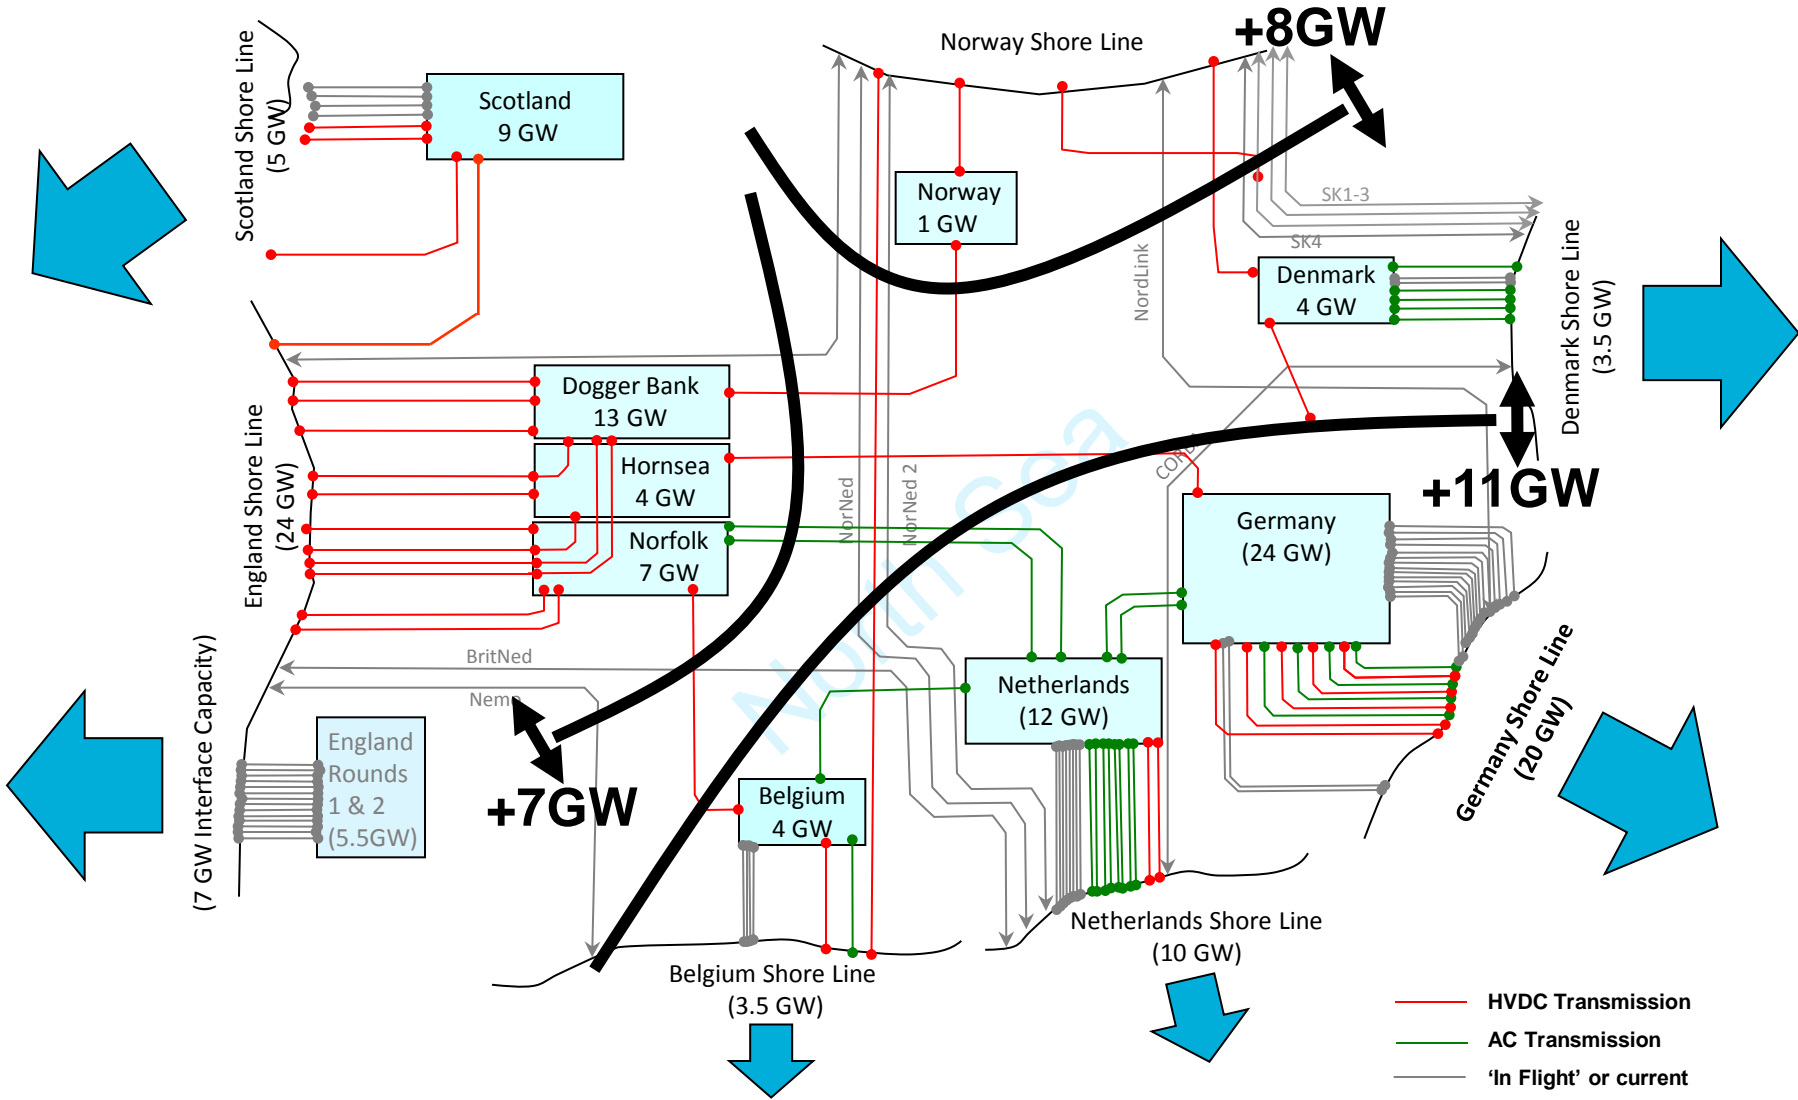 Norway Shore Line
+8GW
Scotland Shore Line
(5 GW)
Scotland
9 GW
Norway
1 GW
SK1-3
SK4
NordLink
Denmark
4 GW
Denmark Shore Line
(3.5 GW)
England Shore Line
(24 GW)
Dogger Bank
13 GW
Hornsea
4 GW
Norfolk
7 GW
NorNed
NorNed 2
North Sea
+11GW
Germany
(24 GW)
Germany Shore Line
(20 GW)
BritNed
(7 GW Interface Capacity)
England
Rounds
1 & 2
(5.5GW)
+7GW
Netherlands
(12 GW)
Belgium
4 GW
Netherlands Shore Line
(10 GW)
Belgium Shore Line
(3.5 GW)
HVDC Transmission
AC Transmission
‘In Flight’ or current